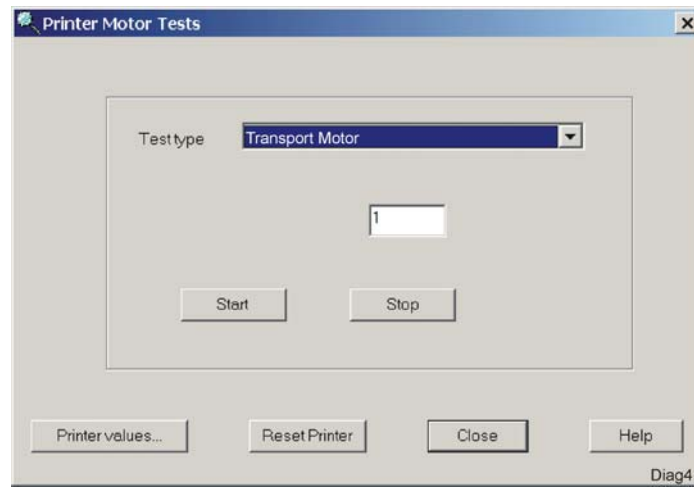 Printer Motor Tests
Test type
Transport Motor
1
Start
Stop
Printer values...
Reset Printer
Close
Help
Diag4